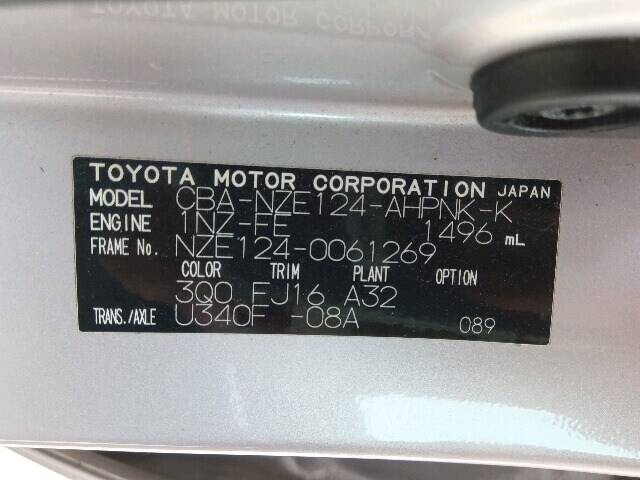 TOYOTA MOTOR CORPORATION JAPAN
MODEL CBA-NZE124-AHPNK-K
ENGINE 1NZ-FE 1496 mL
FRAME No. NZE124-0061269
COLOR TRIM PLANT OPTION
3Q0 FJ16 A32
TRANS./AXLE U340F -08A 089